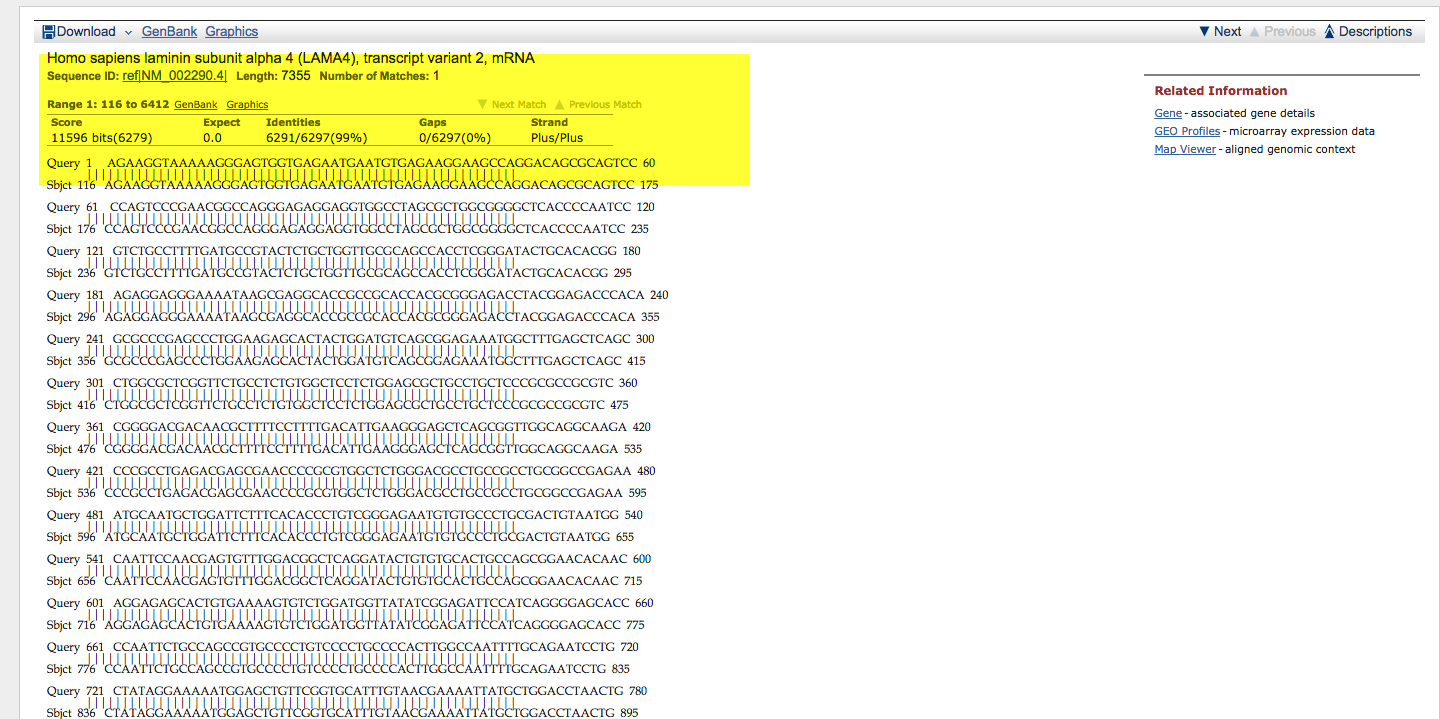 Download GenBank Graphics Next Previous Descriptions
Homo sapiens laminin subunit alpha 4 (LAMA4), transcript variant 2, mRNA
Sequence ID: ref|NM_002290.4| Length: 7355 Number of Matches: 1
Related Information
Gene - associated gene details
GEO Profiles - microarray expression data
Map Viewer - aligned genomic context
Range 1: 116 to 6412 GenBank Graphics Next Match Previous Match
Score Expect Identities Gaps Strand
11596 bits(6279) 0.0 6291/6297(99%) 0/6297(0%) Plus/Plus
Query 1 AGAAGGTAAAAAGGGAGTGGTGAGAATGAATGTGAGAAGGAAGCCAGGACAGCGCAGTCC 60
Sbjct 116 AGAAGGTAAAAAGGGAGTGGTGAGAATGAATGTGAGAAGGAAGCCAGGACAGCGCAGTCC 175
Query 61 CCAGTCCCGAACGGCCAGGGAGAGGAGGTGGCCTAGCGCTGGCGGGGCTCACCCCAATCC 120
Sbjct 176 CCAGTCCCGAACGGCCAGGGAGAGGAGGTGGCCTAGCGCTGGCGGGGCTCACCCCAATCC 235
Query 121 GTCTGCCTTTTGATGCCGTACTCTGCTGGTTGCGCAGCCACCTCGGGATACTGCACACGG 180
Sbjct 236 GTCTGCCTTTTGATGCCGTACTCTGCTGGTTGCGCAGCCACCTCGGGATACTGCACACGG 295
Query 181 AGAGGAGGGAAAATAAGCGAGGCACCGCCGCACCACGCGGGAGACCTACGGAGACCCACA 240
Sbjct 296 AGAGGAGGGAAAATAAGCGAGGCACCGCCGCACCACGCGGGAGACCTACGGAGACCCACA 355
Query 241 GCGCCCGAGCCCTGGAAGAGCACTACTGGATGTCAGCGGAGAAATGGCTTTGAGCTCAGC 300
Sbjct 356 GCGCCCGAGCCCTGGAAGAGCACTACTGGATGTCAGCGGAGAAATGGCTTTGAGCTCAGC 415
Query 301 CTGGCGCTCGGTTCTGCCTCTGTGGCTCCTCTGGAGCGCTGCCTGCTCCCGCGCCGCGTC 360
Sbjct 416 CTGGCGCTCGGTTCTGCCTCTGTGGCTCCTCTGGAGCGCTGCCTGCTCCCGCGCCGCGTC 475
Query 361 CGGGGACGACAACGCTTTTCCTTTTGACATTGAAGGGAGCTCAGCGGTTGGCAGGCAAGA 420
Sbjct 476 CGGGGACGACAACGCTTTTCCTTTTGACATTGAAGGGAGCTCAGCGGTTGGCAGGCAAGA 535
Query 421 CCCGCCTGAGACGAGCGAACCCCGCGTGGCTCTGGGACGCCTGCCGCCTGCGGCCGAGAA 480
Sbjct 536 CCCGCCTGAGACGAGCGAACCCCGCGTGGCTCTGGGACGCCTGCCGCCTGCGGCCGAGAA 595
Query 481 ATGCAATGCTGGATTCTTTCACACCCTGTCGGGAGAATGTGTGCCCTGCGACTGTAATGG 540
Sbjct 596 ATGCAATGCTGGATTCTTTCACACCCTGTCGGGAGAATGTGTGCCCTGCGACTGTAATGG 655
Query 541 CAATTCCAACGAGTGTTTGGACGGCTCAGGATACTGTGTGCACTGCCAGCGGAACACAAC 600
Sbjct 656 CAATTCCAACGAGTGTTTGGACGGCTCAGGATACTGTGTGCACTGCCAGCGGAACACAAC 715
Query 601 AGGAGAGCACTGTGAAAAGTGTCTGGATGGTTATATCGGAGATTCCATCAGGGGAGCACC 660
Sbjct 716 AGGAGAGCACTGTGAAAAGTGTCTGGATGGTTATATCGGAGATTCCATCAGGGGAGCACC 775
Query 661 CCAATTCTGCCAGCCGTGCCCCTGTCCCCTGCCCCACTTGGCCAATTTTGCAGAATCCTG 720
Sbjct 776 CCAATTCTGCCAGCCGTGCCCCTGTCCCCTGCCCCACTTGGCCAATTTTGCAGAATCCTG 835
Query 721 CTATAGGAAAAATGGAGCTGTTCGGTGCATTTGTAACGAAAATTATGCTGGACCTAACTG 780
Sbjct 836 CTATAGGAAAAATGGAGCTGTTCGGTGCATTTGTAACGAAAATTATGCTGGACCTAACTG 895